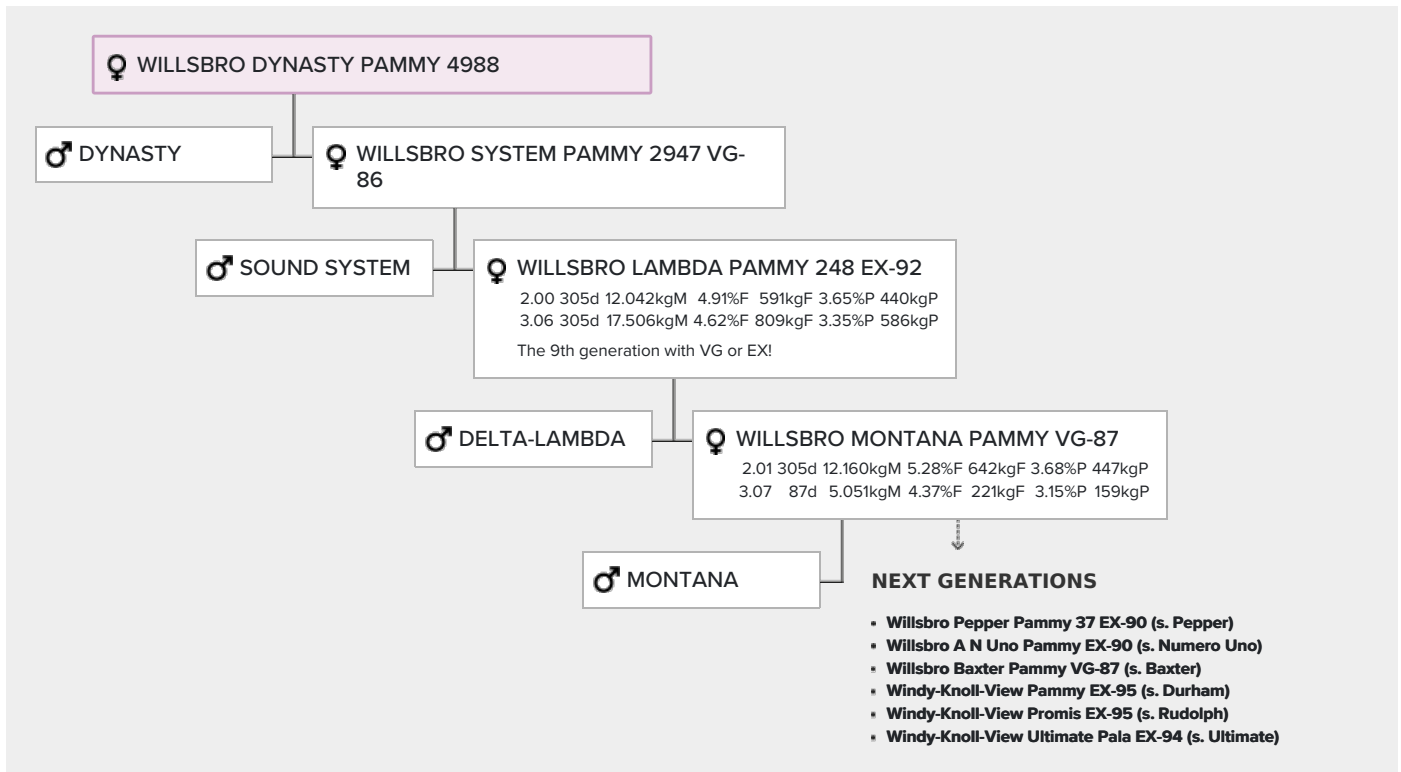 WILLSBRO DYNASTY PAMMY 4988
DYNASTY
WILLSBRO SYSTEM PAMMY 2947 VG-
86
SOUND SYSTEM
WILLSBRO LAMBDA PAMMY 248 EX-92
2.00 305d 12.042kgM 4.91%F 591kgF 3.65%P 440kgP
3.06 305d 17.506kgM 4.62%F 809kgF 3.35%P 586kgP
The 9th generation with VG or EX!
DELTA-LAMBDA
WILLSBRO MONTANA PAMMY VG-87
2.01 305d 12.160kgM 5.28%F 642kgF 3.68%P 447kgP
3.07 87d 5.051kgM 4.37%F 221kgF 3.15%P 159kgP
MONTANA
NEXT GENERATIONS
Willsbro Pepper Pammy 37 EX-90 (s. Pepper)
Willsbro A N Uno Pammy EX-90 (s. Numero Uno)
Willsbro Baxter Pammy VG-87 (s. Baxter)
Windy-Knoll-View Pammy EX-95 (s. Durham)
Windy-Knoll-View Promis EX-95 (s. Rudolph)
Windy-Knoll-View Ultimate Pala EX-94 (s. Ultimate)